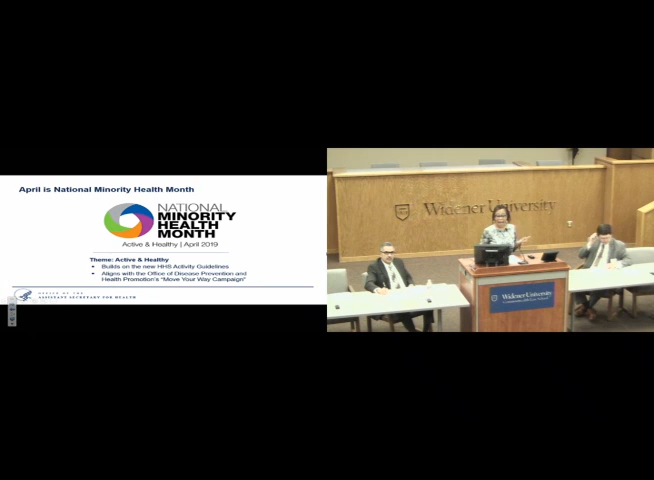 April is National Minority Health Month
NATIONAL
MINORITY
HEALTH
MONTH
Active & Healthy | April 2019
Theme: Active & Healthy
• Builds on the new HHS Activity Guidelines
• Aligns with the Office of Disease Prevention and
Health Promotion's "Move Your Way Campaign"
OFFICE OF THE
ASSISTANT SECRETARY FOR HEALTH
Widener University
Widener University